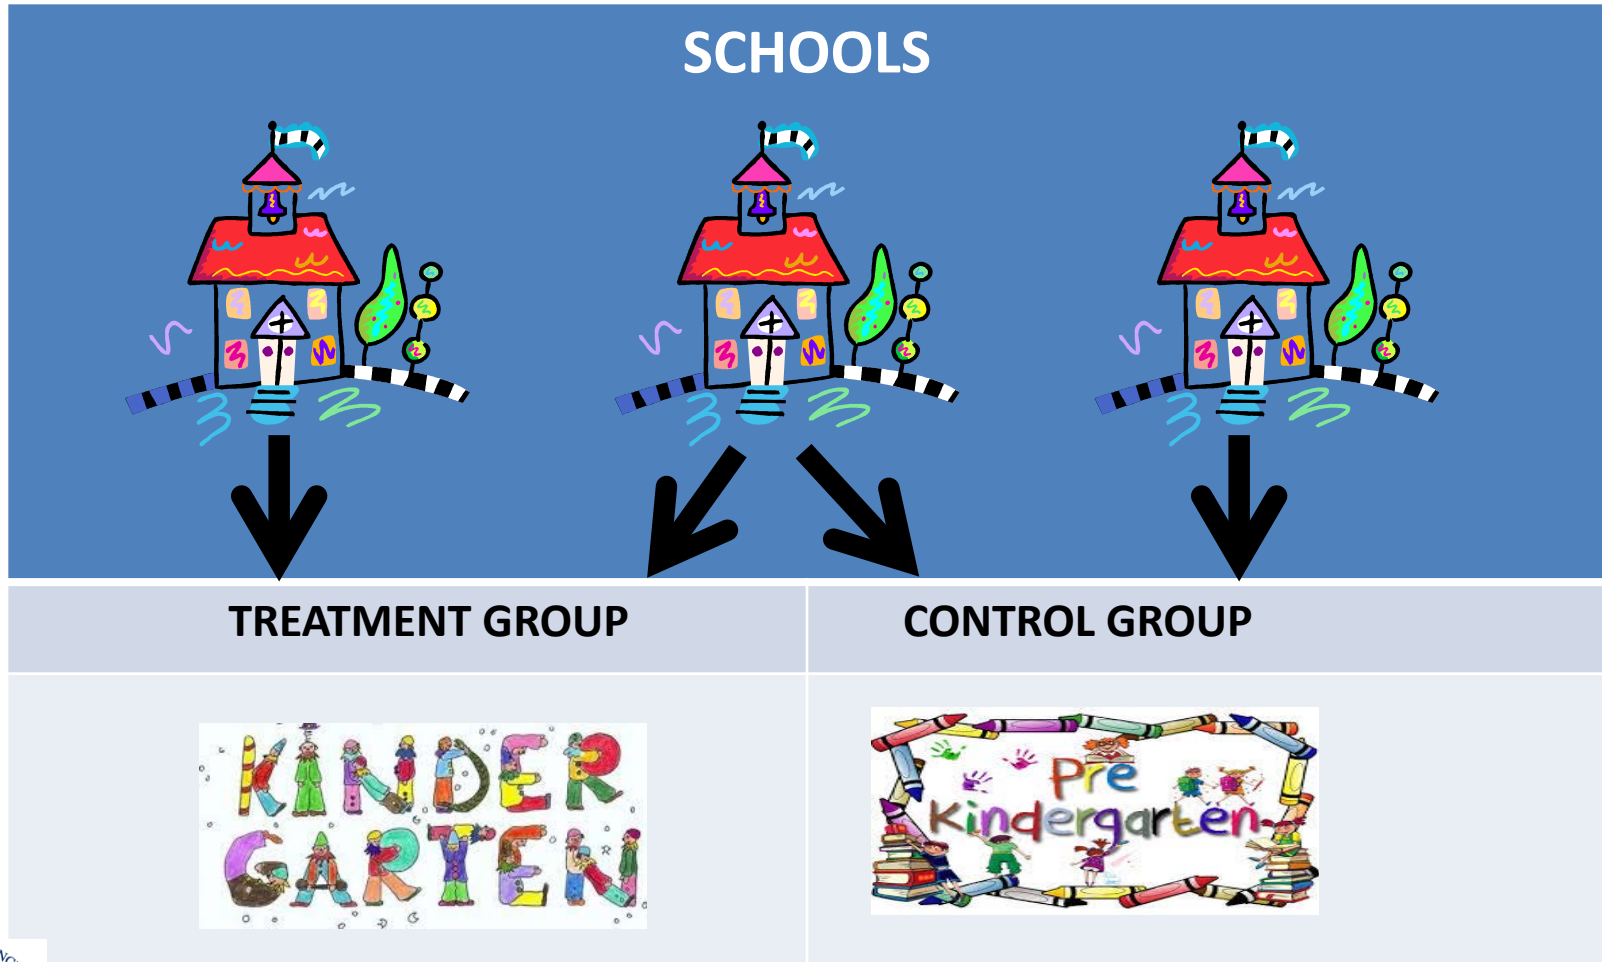 SCHOOLS
TREATMENT GROUP
CONTROL GROUP
KINDER
GARTEN
Pre
Kindergarten